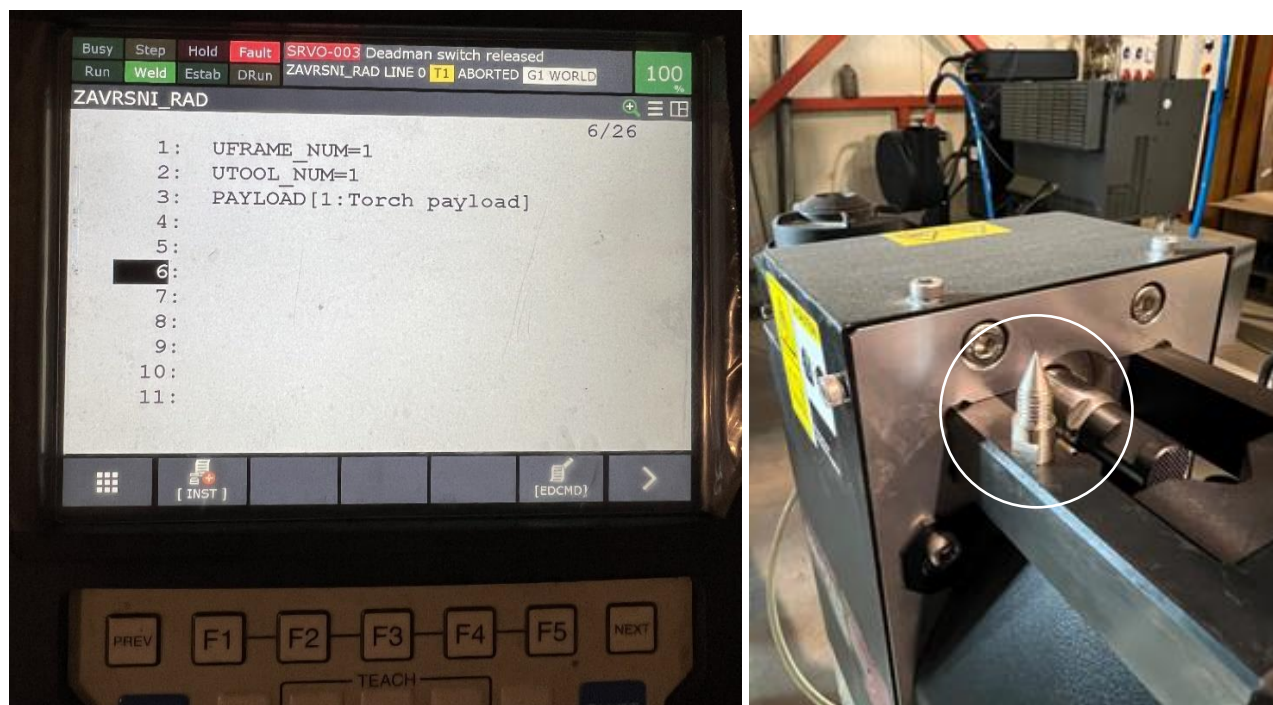 Busy Step Hold Fault SRVO-003 Deadman switch released
Run Weld Estab DRun ZAVRSNI_RAD LINE 0 T1 ABORTED G1 WORLD 100 %
ZAVRSNI_RAD
6/26
1: UFRAME_NUM=1
2: UTOOL_NUM=1
3: PAYLOAD[1:Torch payload]
4:
5:
6:
7:
8:
9:
10:
11:
[ INST ] [EDCMD] >
PREV F1 F2 F3 F4 F5 NEXT
TEACH